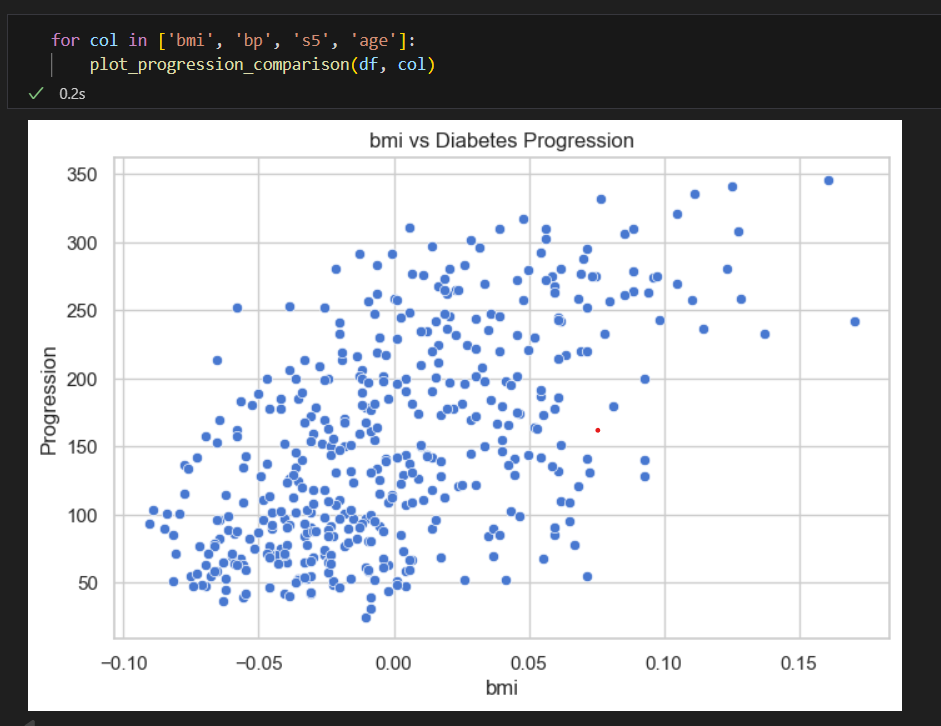 for col in ['bmi', 'bp', 's5', 'age']:
plot_progression_comparison(df, col)
0.2s
bmi vs Diabetes Progression
350
300
250
200
150
100
50
Progression
−0.10 −0.05 0.00 0.05 0.10 0.15
bmi